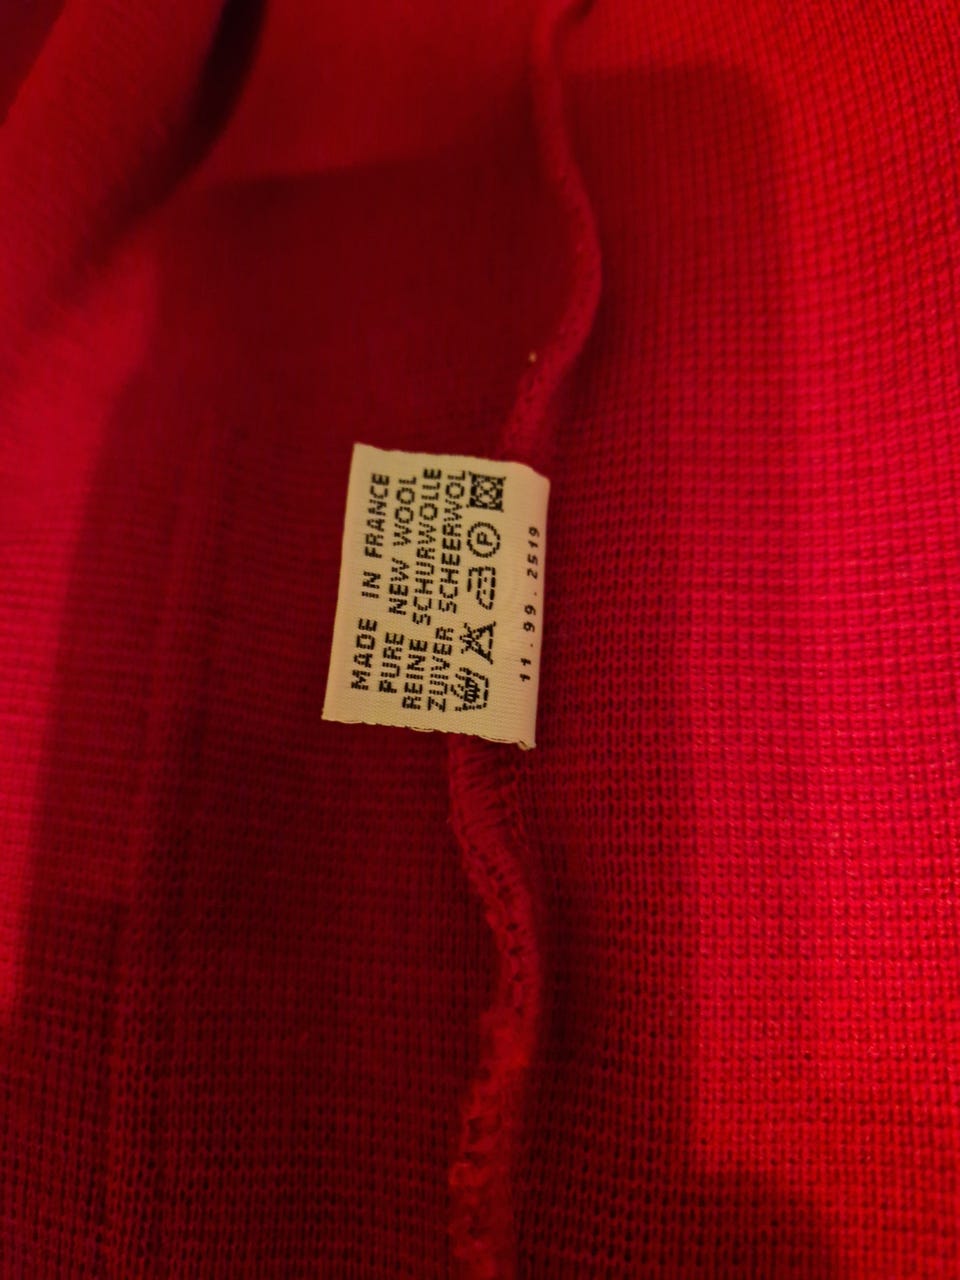 MADE IN FRANCE
PURE NEW WOOL
REINE SCHURWOLLE
ZUIVER SCHEERWOL
P
11.99.2519